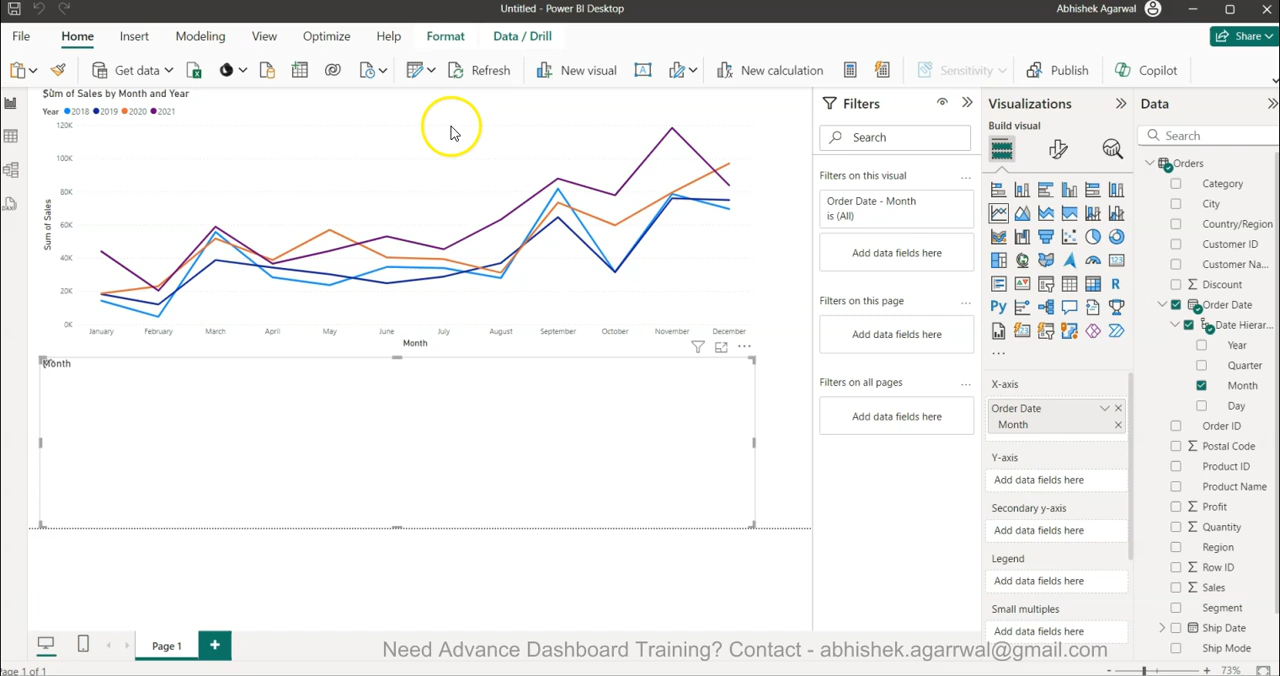 Untitled - Power BI Desktop
Abhishek Agarwal
File Home Insert Modeling View Optimize Help Format Data / Drill
Share
Get data
Refresh
New visual
New calculation
Sensitivity
Publish
Copilot
Sum of Sales by Month and Year
Year 2018 2019 2020 2021
120K
100K
80K
60K
40K
20K
0K
Sum of Sales
January February March April May June July August September October November December
Month
Month
Filters
Search
Filters on this visual ...
Order Date - Month
is (All)
Add data fields here
Filters on this page ...
Add data fields here
Filters on all pages ...
Add data fields here
Visualizations
Build visual
R
Py
123
...
X-axis
Order Date
Month
Y-axis
Add data fields here
Secondary y-axis
Add data fields here
Legend
Add data fields here
Small multiples
Add data fields here
Data
Search
Orders
Category
City
Country/Region
Customer ID
Customer Na...
Discount
Order Date
Date Hierar...
Year
Quarter
Month
Day
Order ID
Postal Code
Product ID
Product Name
Profit
Quantity
Region
Row ID
Sales
Segment
Ship Date
Ship Mode
Page 1
Need Advance Dashboard Training? Contact - abhishek.agarrwal@gmail.com
Page 1 of 1
- + 73%